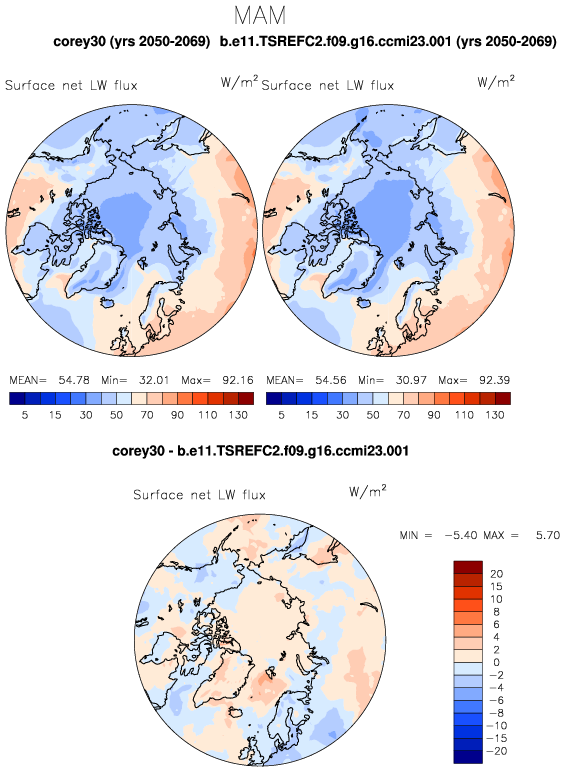 MAM
corey30 (yrs 2050-2069) b.e11.TSREFC2.f09.g16.ccmi23.001 (yrs 2050-2069)
Surface net LW flux W/m²
Surface net LW flux W/m²
MEAN= 54.78 Min= 32.01 Max= 92.16
5 15 30 50 70 90 110 130
MEAN= 54.56 Min= 30.97 Max= 92.39
5 15 30 50 70 90 110 130
corey30 - b.e11.TSREFC2.f09.g16.ccmi23.001
Surface net LW flux W/m²
MIN = -5.40 MAX = 5.70
20
15
10
8
6
4
2
0
-2
-4
-6
-8
-10
-15
-20